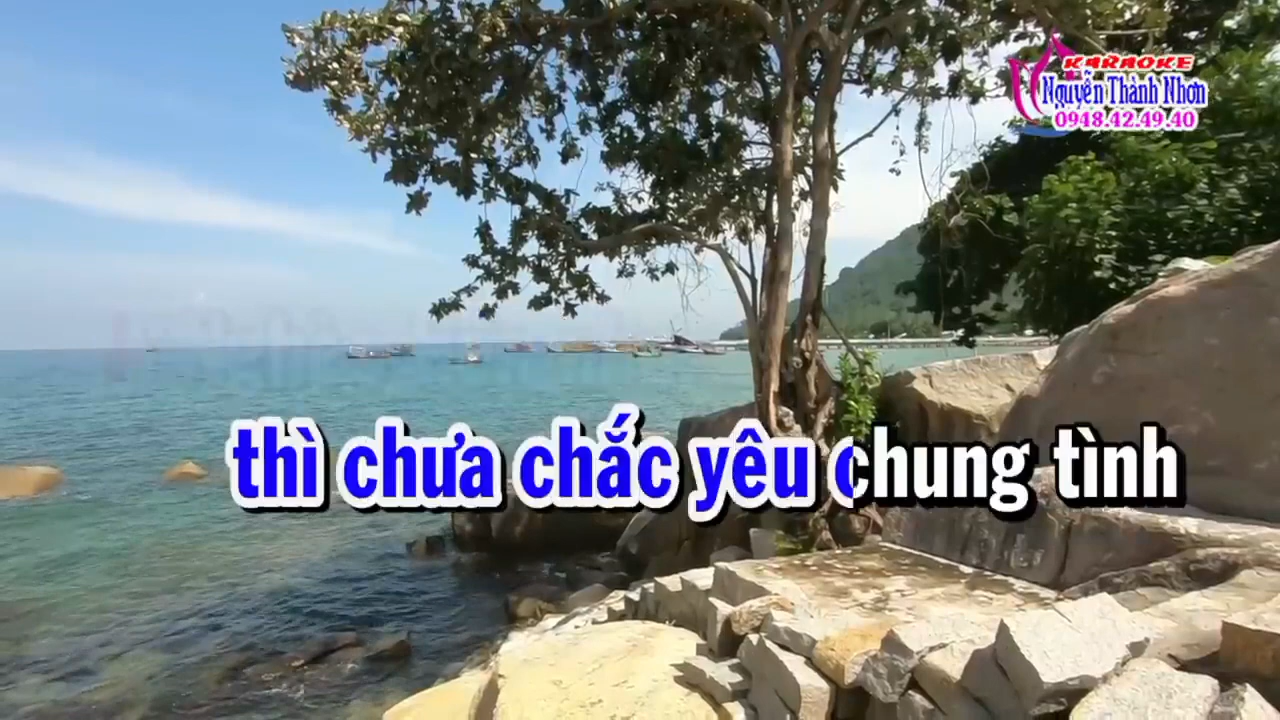 KARAOKE
Nguyễn Thành Nhơn
0948.42.49.40
thì chưa chắc yêu chung tình